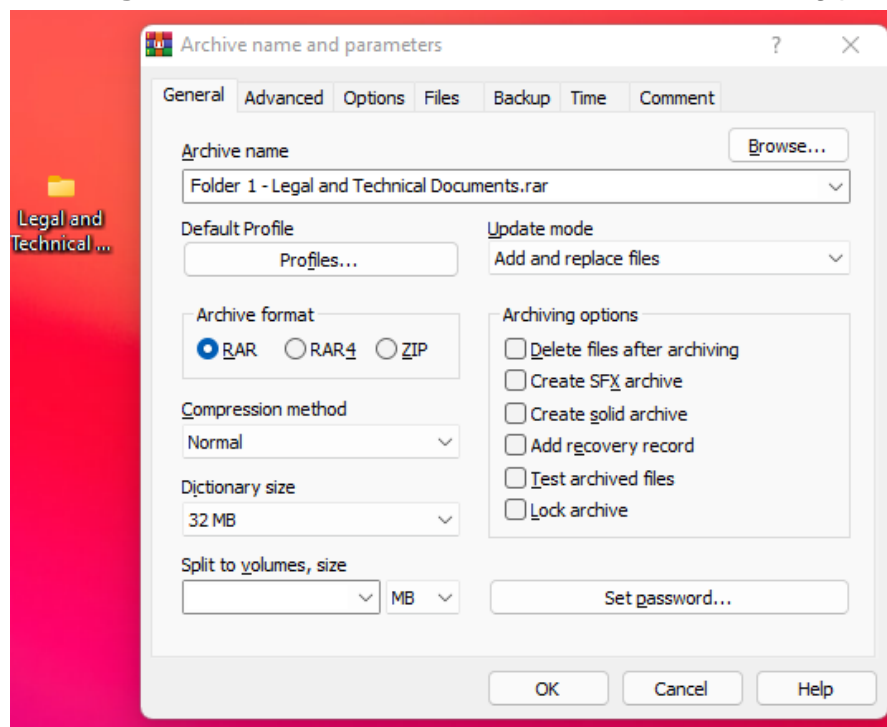 Archive name and parameters
General Advanced Options Files Backup Time Comment
Archive name
Browse...
Folder 1 - Legal and Technical Documents.rar
Legal and
Technical ...
Default Profile
Update mode
Profiles...
Add and replace files
Archive format
Archiving options
RAR RAR4 ZIP
Delete files after archiving
Create SFX archive
Compression method
Create solid archive
Normal
Add recovery record
Test archived files
Dictionary size
Lock archive
32 MB
Split to volumes, size
MB
Set password...
OK Cancel Help